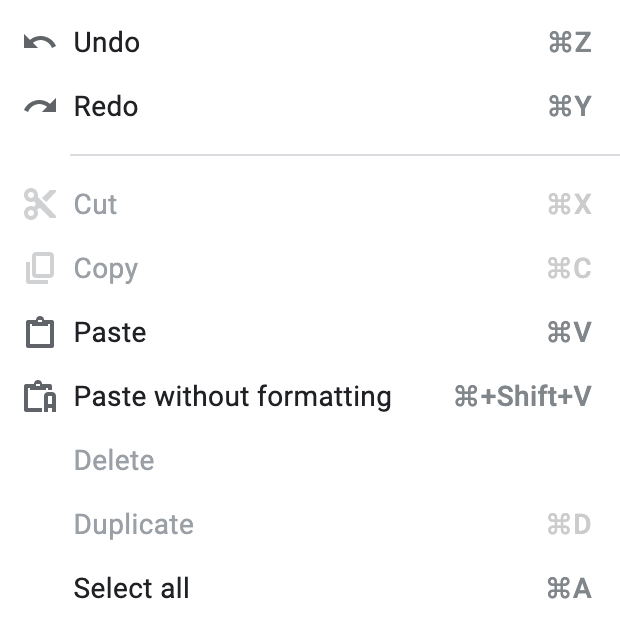 Undo ⌘Z
Redo ⌘Y
Cut ⌘X
Copy ⌘C
Paste ⌘V
Paste without formatting ⌘+Shift+V
Delete
Duplicate ⌘D
Select all ⌘A